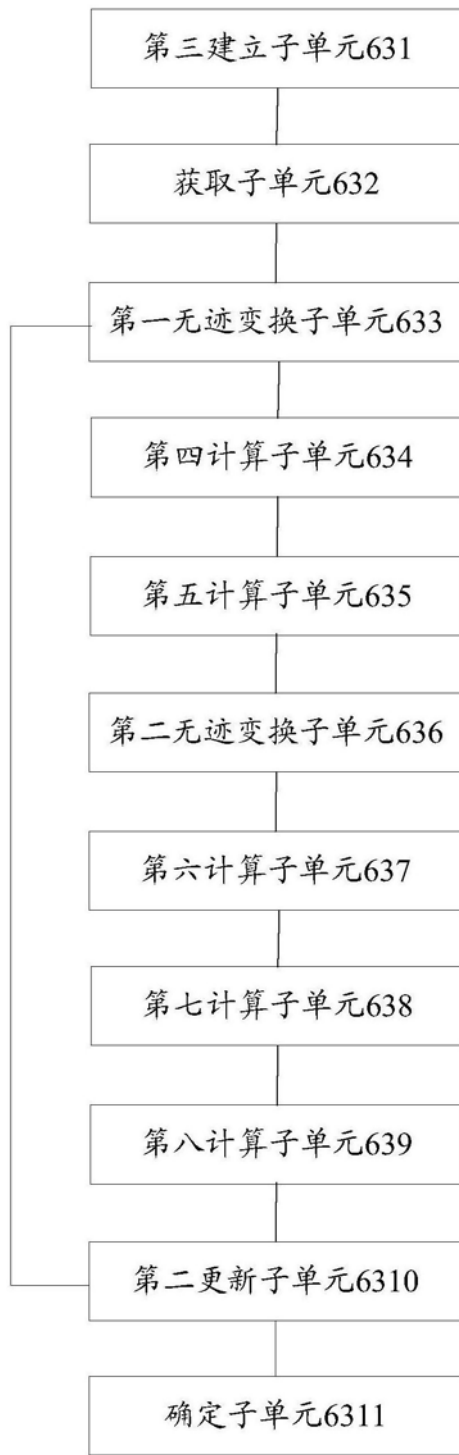 第三建立子单元631
获取子单元632
第一无迹变换子单元633
第四计算子单元634
第五计算子单元635
第二无迹变换子单元636
第六计算子单元637
第七计算子单元638
第八计算子单元639
第二更新子单元6310
确定子单元6311